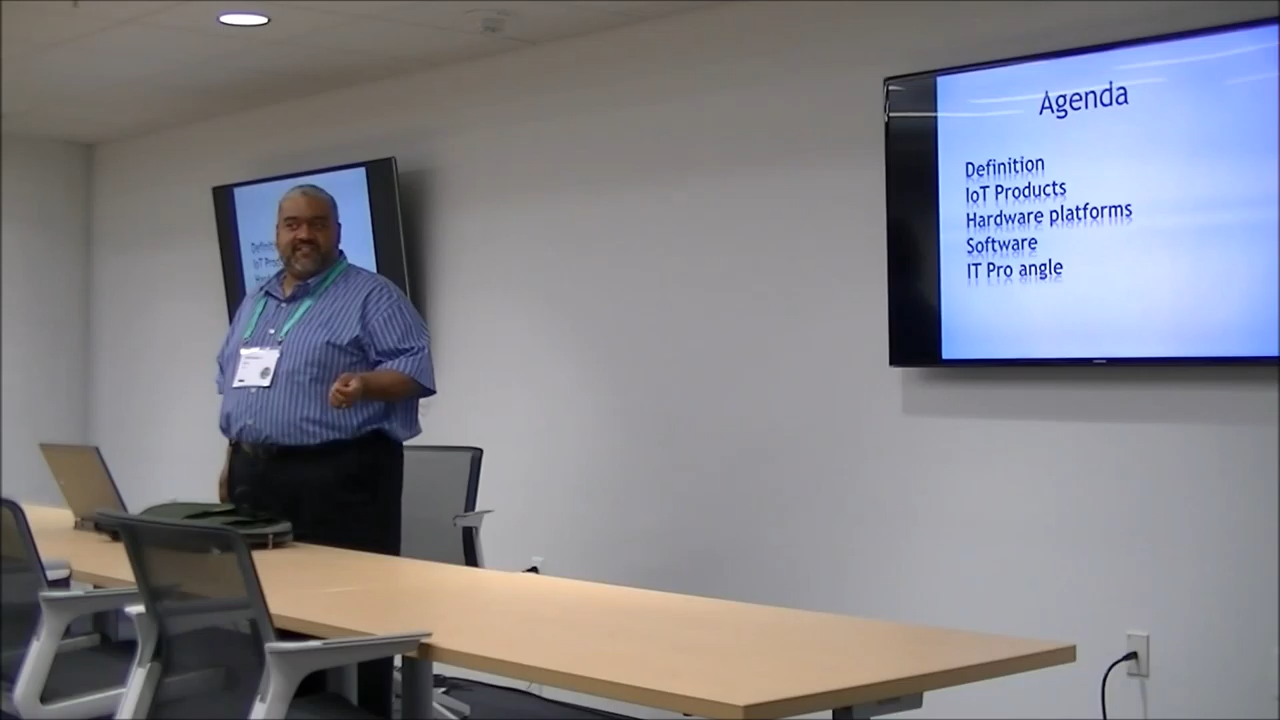 Agenda
Definition
IoT Products
Hardware platforms
Software
IT Pro angle